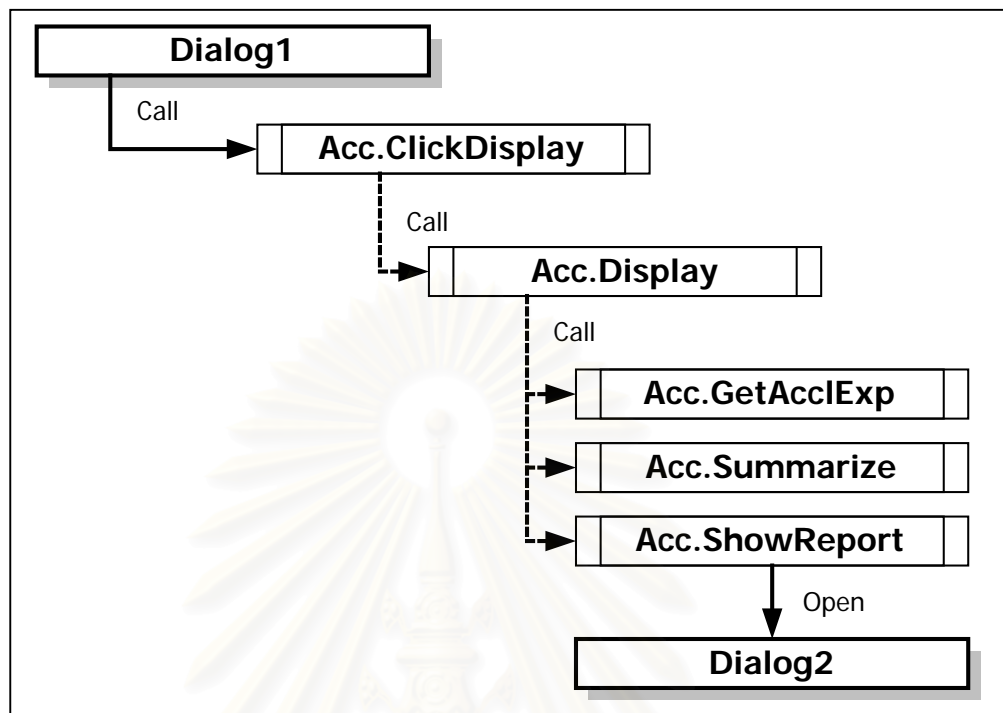 Dialog1
Call
Acc.ClickDisplay
Call
Acc.Display
Call
Acc.GetAcclExp
Acc.Summarize
Acc.ShowReport
Open
Dialog2